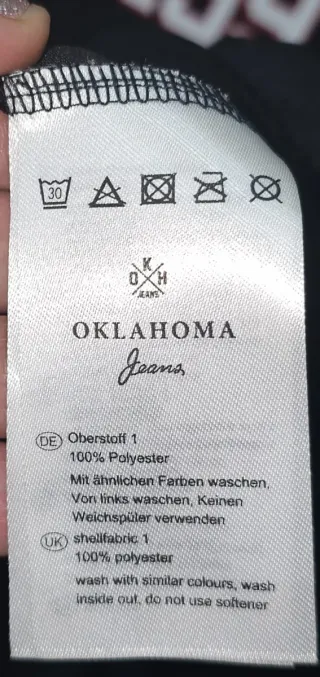 30
K
O H
JEANS
OKLAHOMA
Jeans
DE Oberstoff 1
100% Polyester
Mit ähnlichen Farben waschen,
Von links waschen, Keinen
Weichspüler verwenden
UK shellfabric 1
100% polyester
wash with similar colours, wash
inside out, do not use softener